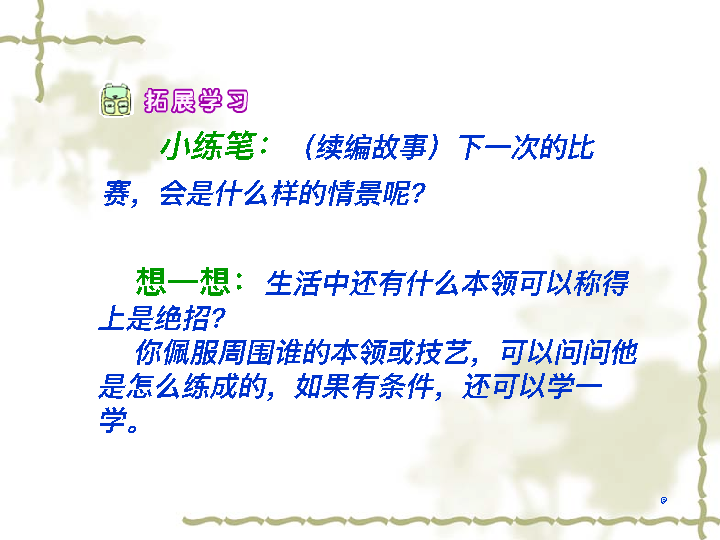 拓展学习
小练笔：（续编故事）下一次的比
赛，会是什么样的情景呢？
想一想：生活中还有什么本领可以称得
上是绝招？
你佩服周围谁的本领或技艺，可以问问他
是怎么练成的，如果有条件，还可以学一
学。